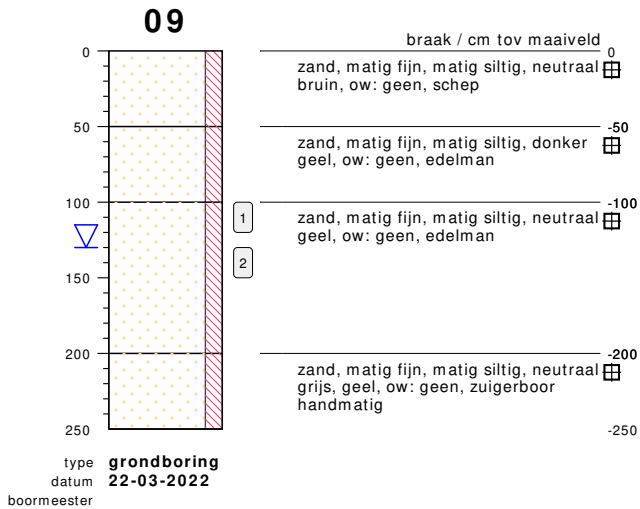 09
braak / cm tov maaiveld
0
0
zand, matig fijn, matig siltig, neutraal
bruin, ow: geen, schep
50
-50
zand, matig fijn, matig siltig, donker
geel, ow: geen, edelman
100
-100
1
zand, matig fijn, matig siltig, neutraal
geel, ow: geen, edelman
2
150
200
-200
zand, matig fijn, matig siltig, neutraal
grijs, geel, ow: geen, zuigerboor
handmatig
250
-250
type grondboring
datum 22-03-2022
boormeester